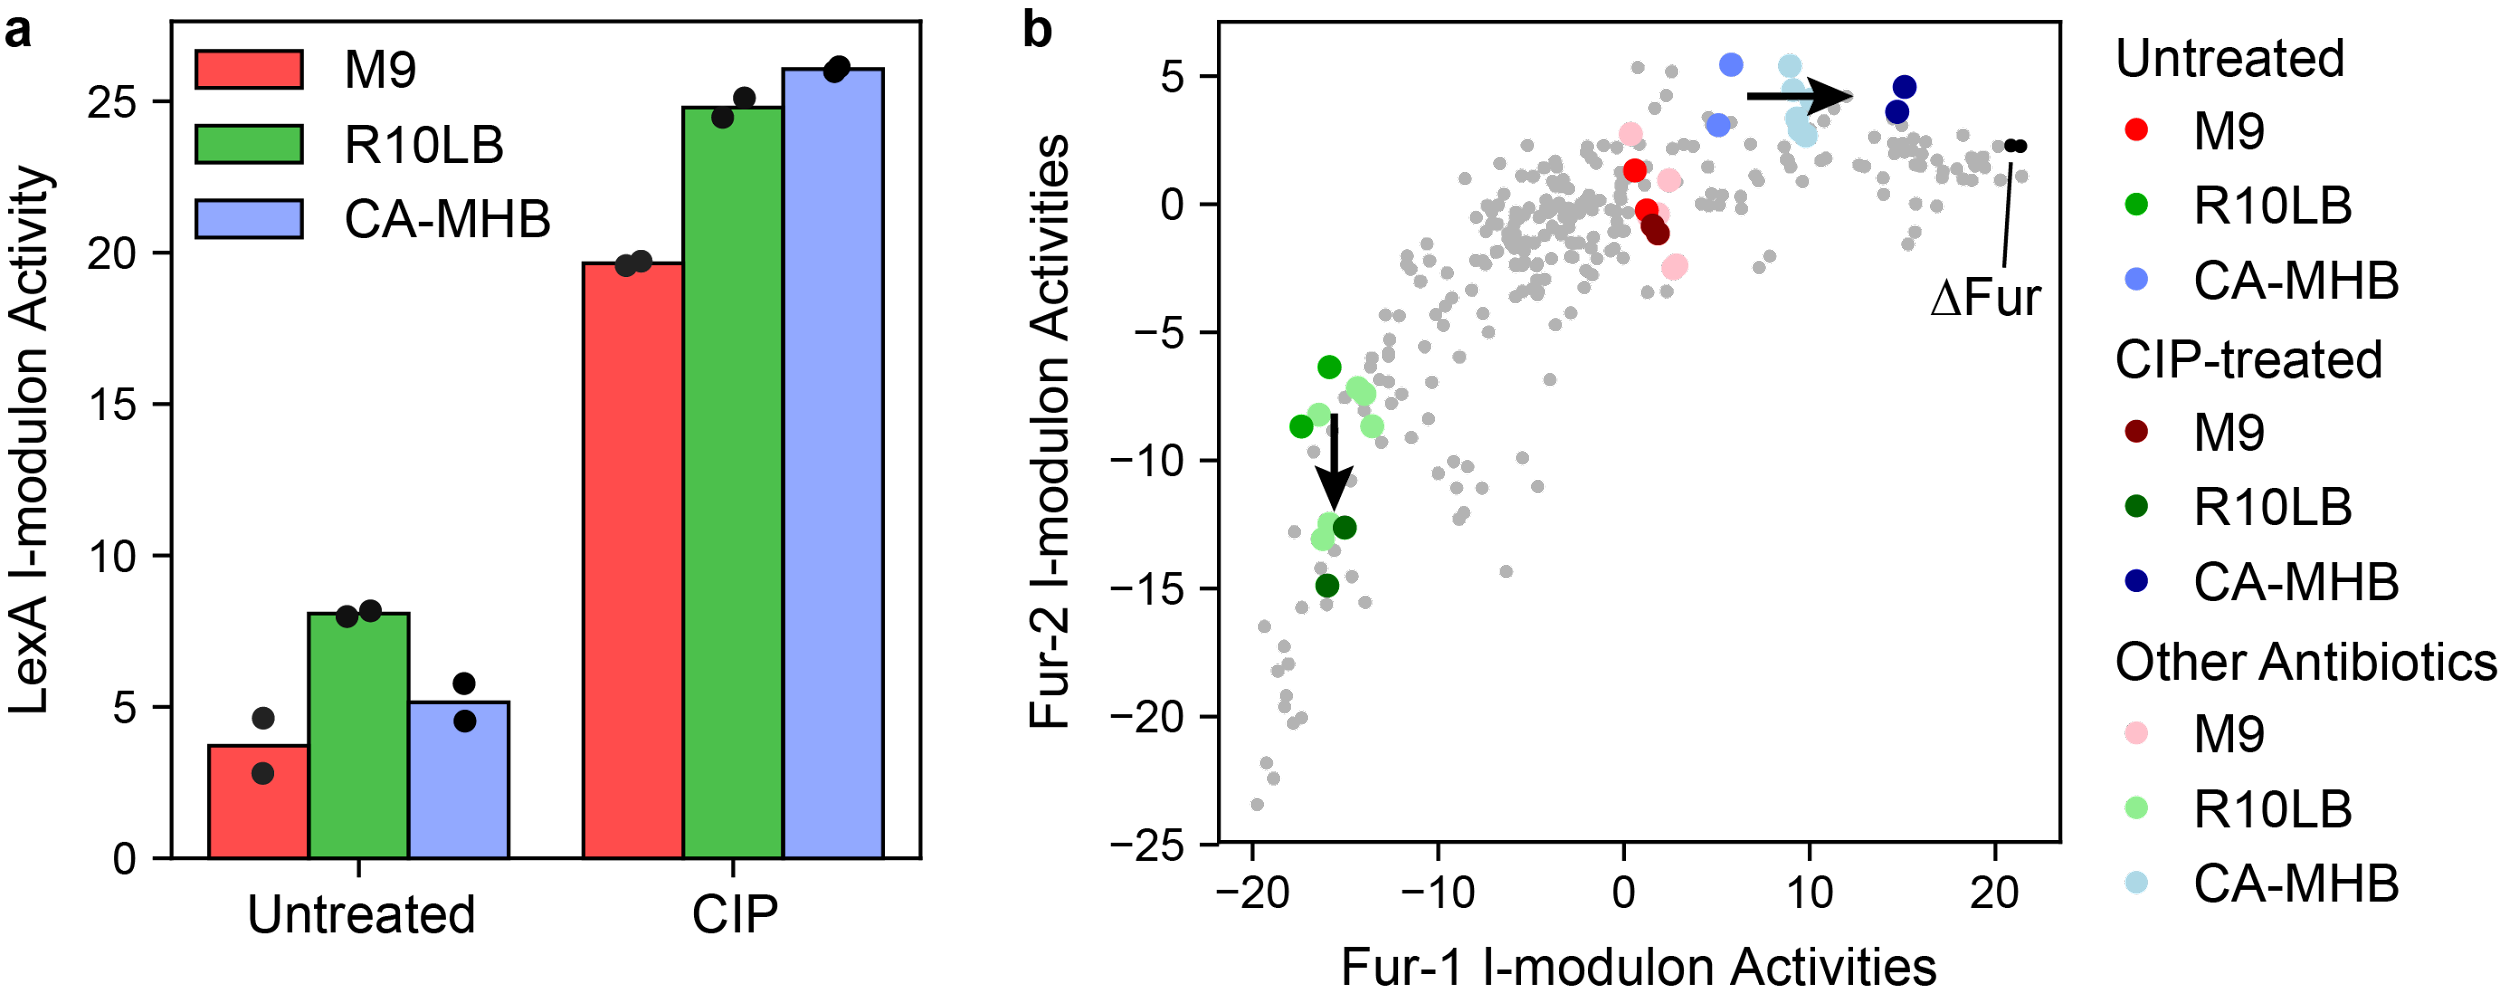 a
M9
R10LB
CA-MHB
25
20
15
10
5
0
LexA I-modulon Activity
Untreated
CIP
b
5
0
−5
−10
−15
−20
−25
Fur-2 I-modulon Activities
ΔFur
−20
−10
0
10
20
Fur-1 I-modulon Activities
Untreated
M9
R10LB
CA-MHB
CIP-treated
M9
R10LB
CA-MHB
Other Antibiotics
M9
R10LB
CA-MHB